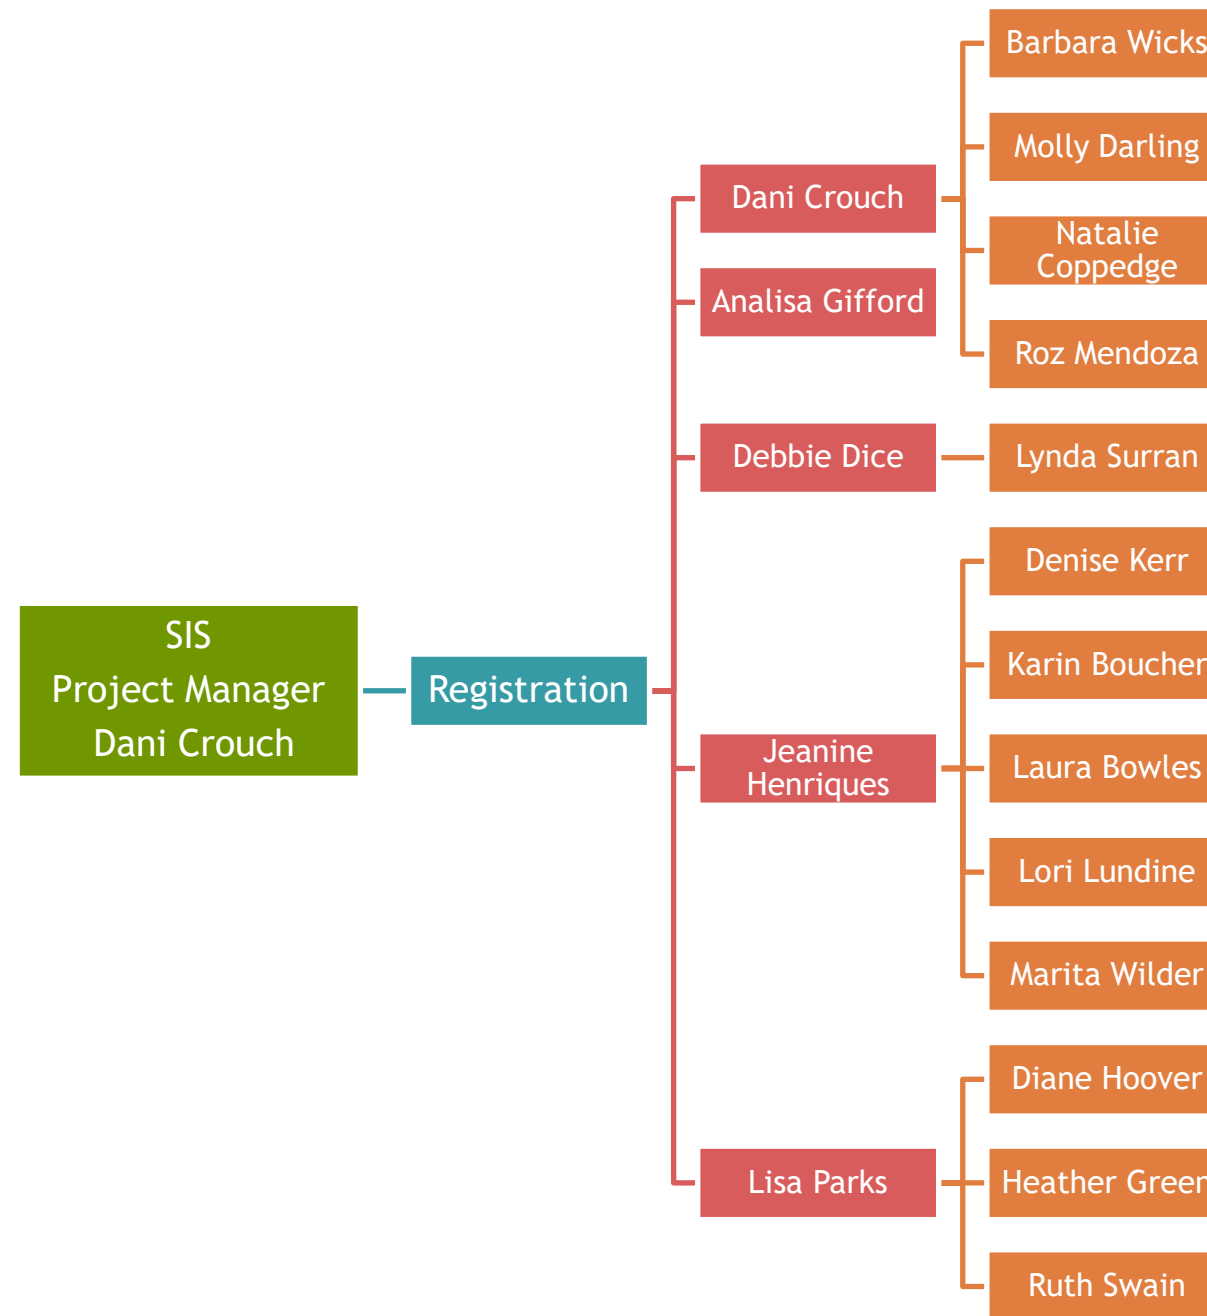 SIS
Project Manager
Dani Crouch
Registration
Dani Crouch
Barbara Wicks
Molly Darling
Natalie
Coppedge
Roz Mendoza
Analisa Gifford
Debbie Dice
Lynda Surran
Jeanine
Henriques
Denise Kerr
Karin Boucher
Laura Bowles
Lori Lundine
Marita Wilder
Lisa Parks
Diane Hoover
Heather Green
Ruth Swain